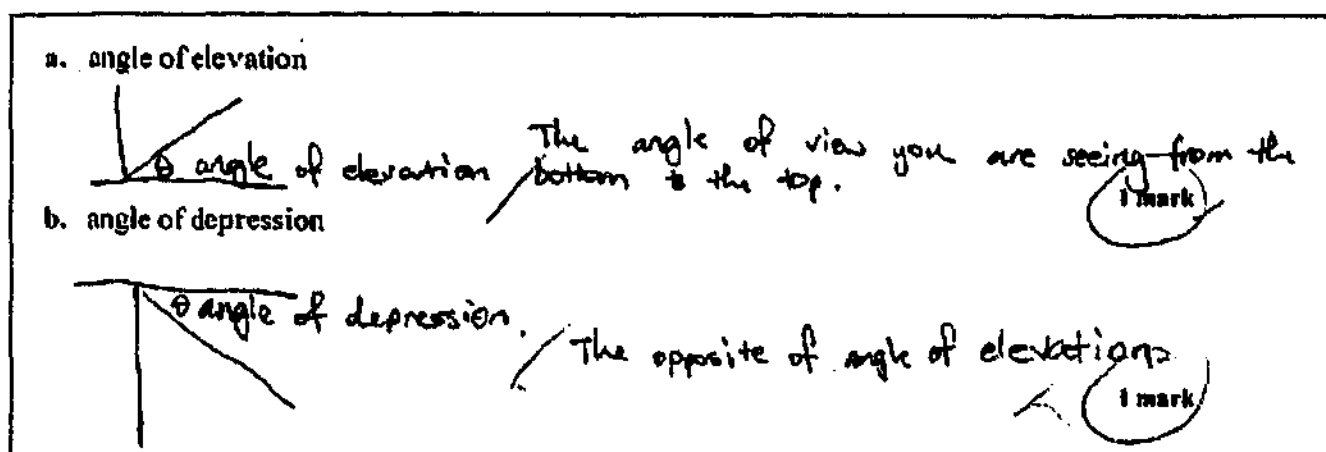 a. angle of elevation
θ angle of elevation
The angle of view you are seeing from the
bottom to the top.
1 mark
b. angle of depression
θ angle of depression.
The opposite of angle of elevation
1 mark